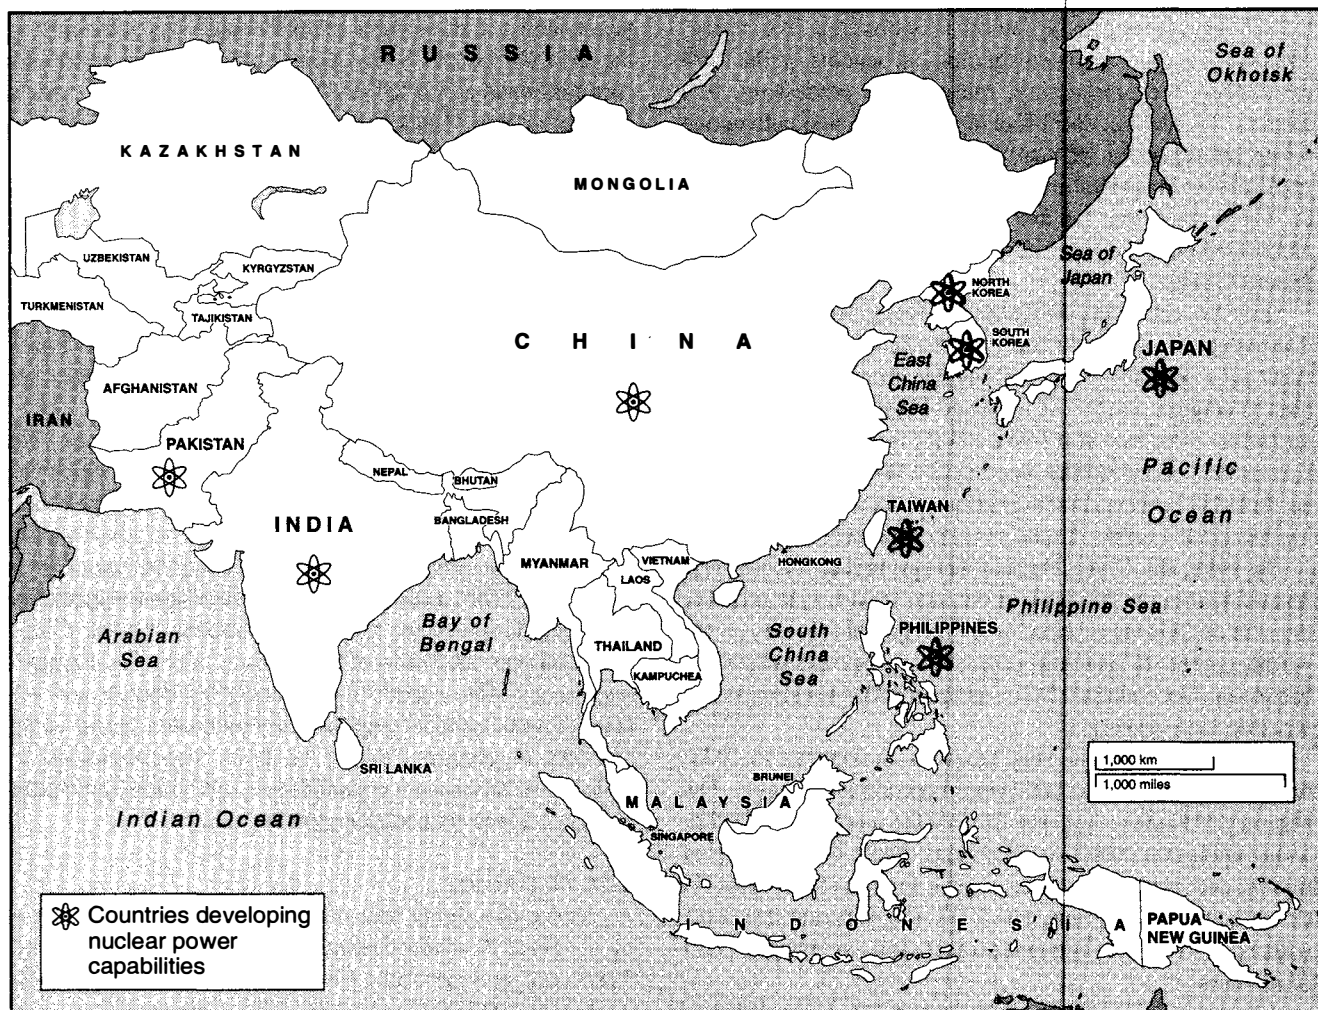 RUSSIA
Sea of
Okhotsk
KAZAKHSTAN
MONGOLIA
UZBEKISTAN
KYRGYZSTAN
Sea of
Japan
TURKMENISTAN
TAJIKISTAN
NORTH
KOREA
CHINA
SOUTH
KOREA
JAPAN
East
China
Sea
AFGHANISTAN
IRAN
PAKISTAN
NEPAL
BHUTAN
Pacific
Ocean
INDIA
BANGLADESH
TAIWAN
MYANMAR
VIETNAM
LAOS
HONGKONG
Philippine Sea
Arabian
Sea
Bay of
Bengal
THAILAND
South
China
Sea
PHILIPPINES
KAMPUCHEA
SRI LANKA
BRUNEI
1,000 km
1,000 miles
MALAYSIA
Indian Ocean
SINGAPORE
INDONESIA
PAPUA
NEW GUINEA
Countries developing
nuclear power
capabilities